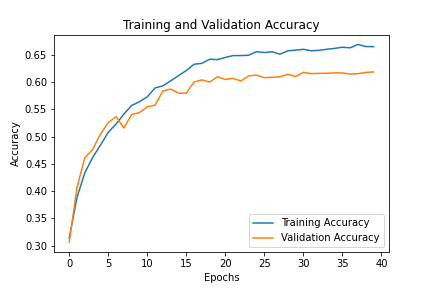 Training and Validation Accuracy
Accuracy
0.65
0.60
0.55
0.50
0.45
0.40
0.35
0.30
Training Accuracy
Validation Accuracy
0 5 10 15 20 25 30 35 40
Epochs